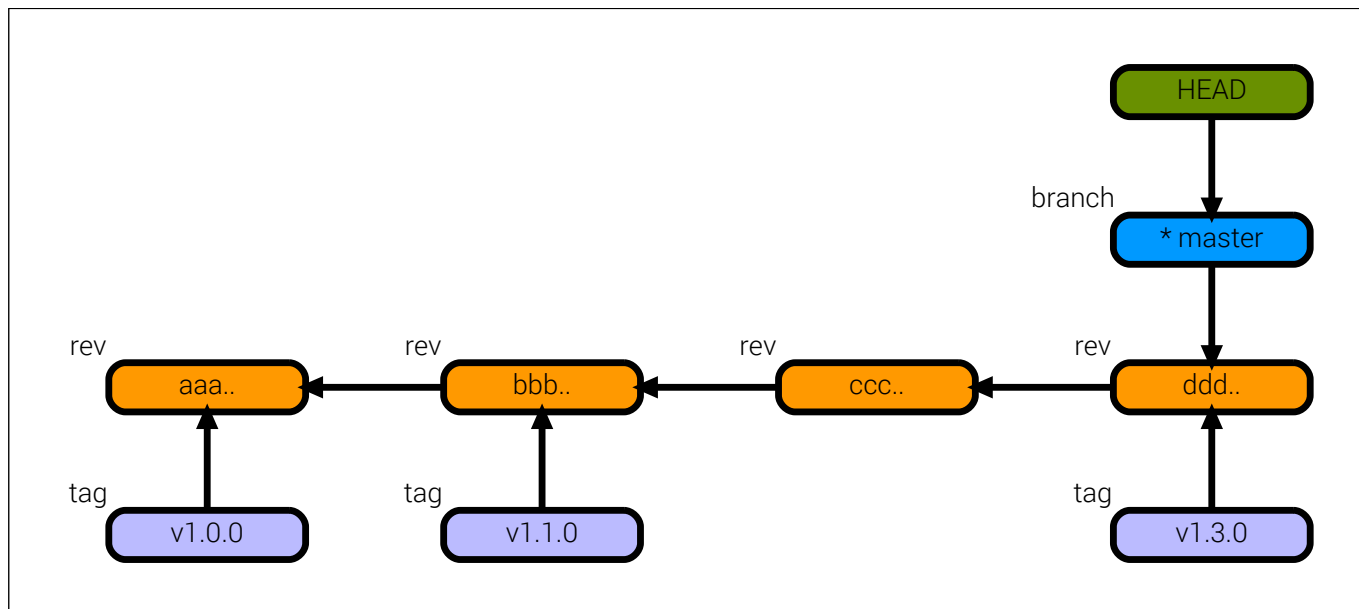 HEAD
branch
* master
rev
rev
rev
rev
aaa..
bbb..
ccc..
ddd..
tag
tag
tag
v1.0.0
v1.1.0
v1.3.0